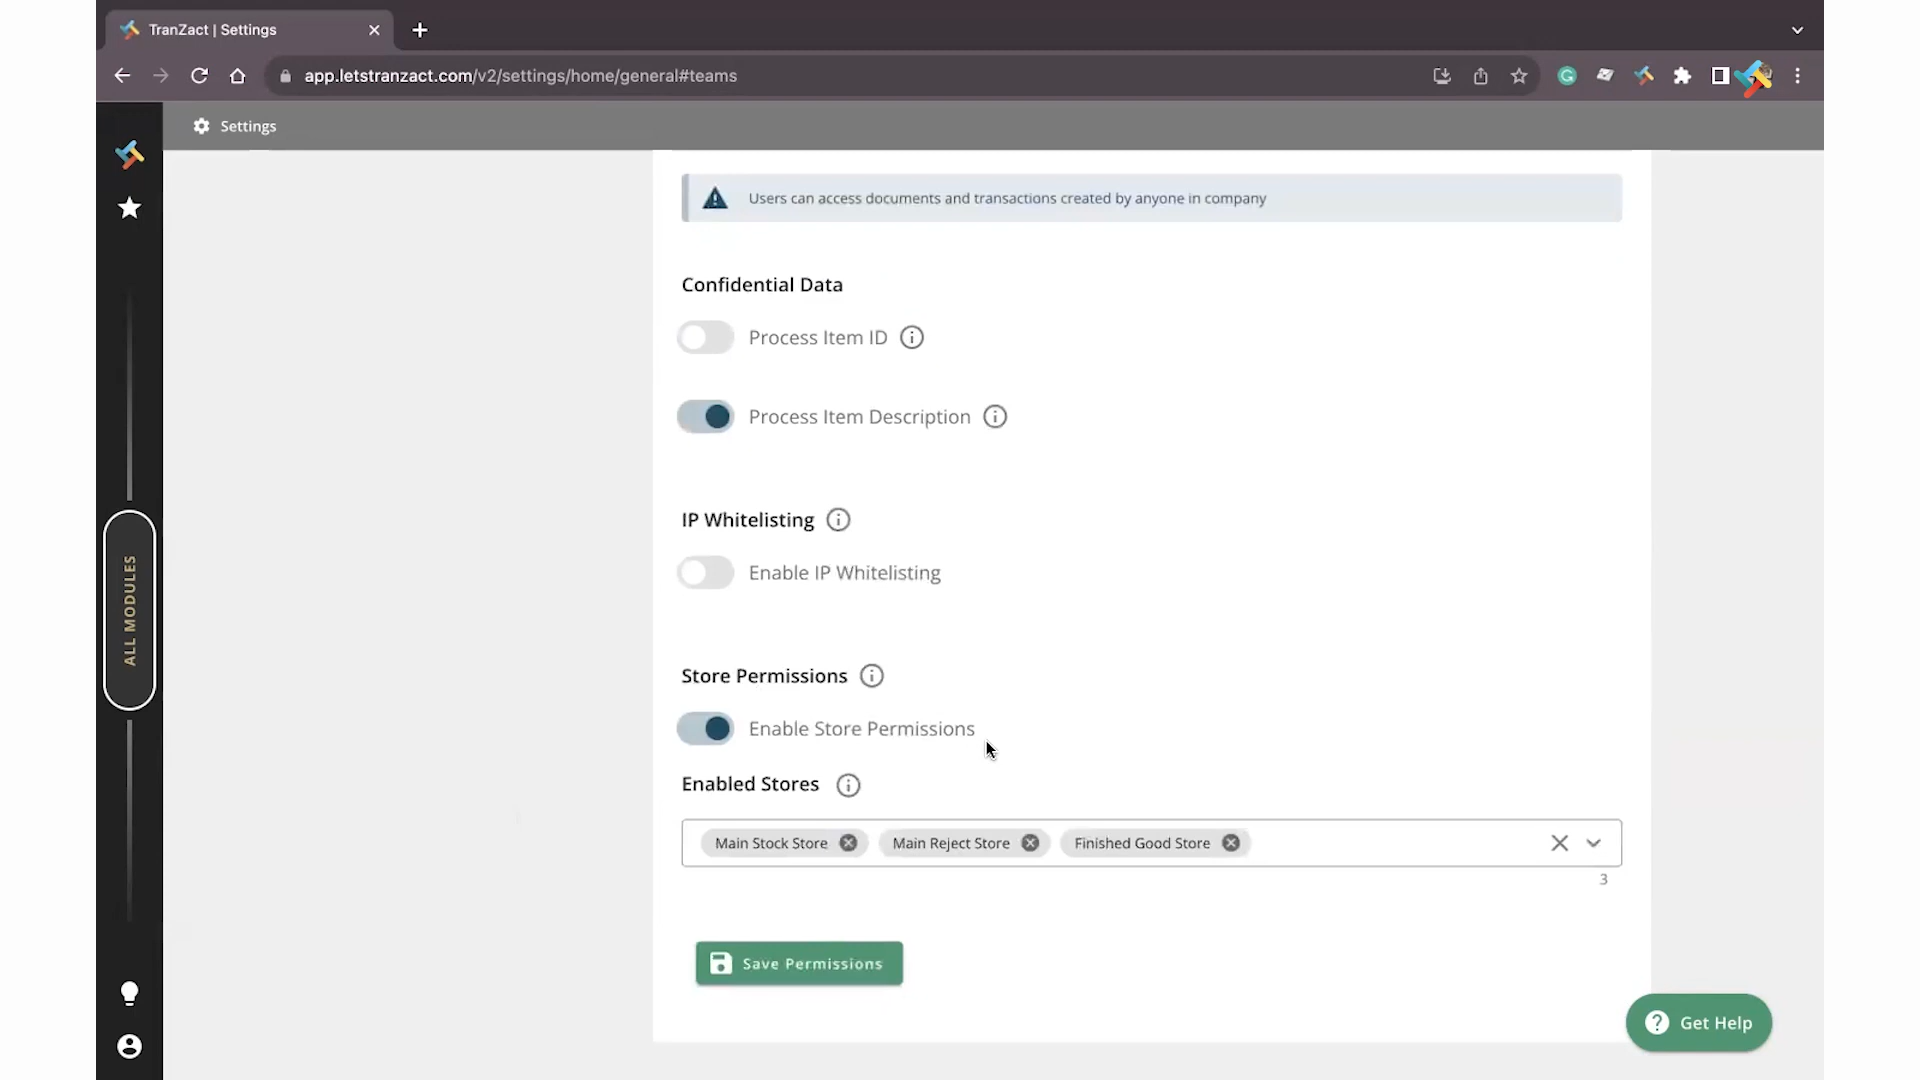 TranZact | Settings
app.letstranzact.com/v2/settings/home/general#teams
Settings
Users can access documents and transactions created by anyone in company
Confidential Data
Process Item ID
Process Item Description
IP Whitelisting
Enable IP Whitelisting
ALL MODULES
Store Permissions
Enable Store Permissions
Enabled Stores
Main Stock Store Main Reject Store Finished Good Store
3
Save Permissions
Get Help